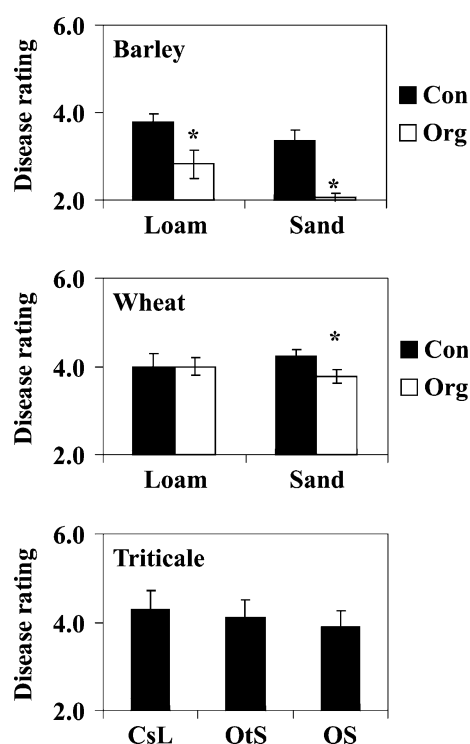 6.0
Barley
Disease rating
4.0
*
*
2.0
Loam Sand
Con
Org
6.0
Wheat
Disease rating
4.0
*
2.0
Loam Sand
Con
Org
6.0
Triticale
Disease rating
4.0
2.0
CsL OtS OS